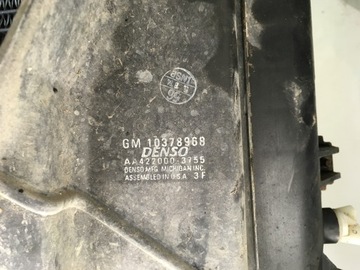 GM 10378968
DENSO
AA422000-3755
DENSO MFG. MICHIGAN INC.
ASSEMBLED IN U.S.A 3F